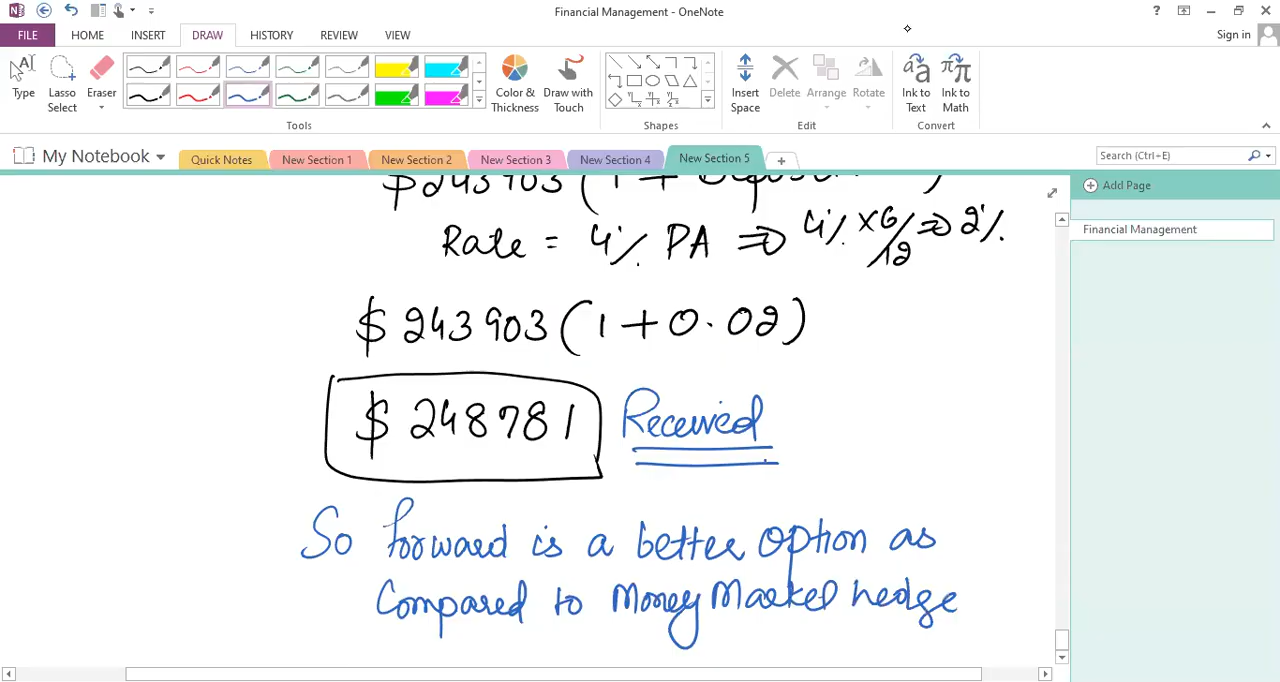 Financial Management - OneNote
?
FILE HOME INSERT DRAW HISTORY REVIEW VIEW
Sign in
Type
Lasso Select
Eraser
Color & Thickness
Draw with Touch
Insert Space
Delete
Arrange
Rotate
Ink to Text
Ink to Math
Tools
Shapes
Edit
Convert
My Notebook Quick Notes New Section 1 New Section 2 New Section 3 New Section 4 New Section 5
Search (Ctrl+E)
Add Page
Financial Management
$243903(1+
Rate = 4% PA ⇒ 4% × 6/12 ⇒ 2%
$ 243903(1+0.02)
$ 248781 Received
So forward is a better option as
Compared to Money Market hedge